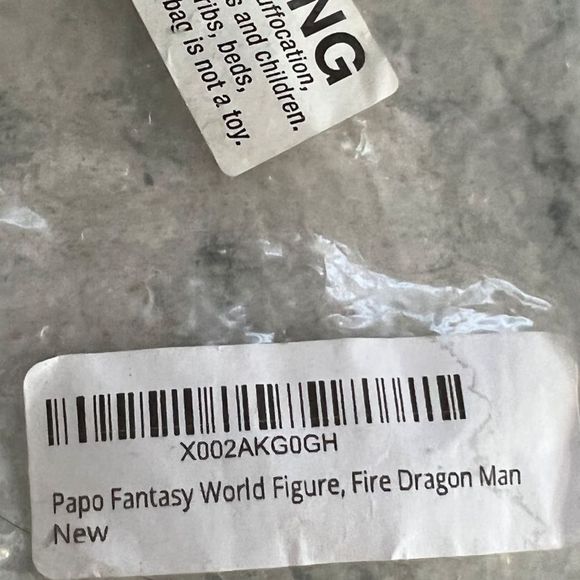 NG
uffocation,
s and children.
ribs, beds,
bag is not a toy.
X002AKG0GH
Papo Fantasy World Figure, Fire Dragon Man
New